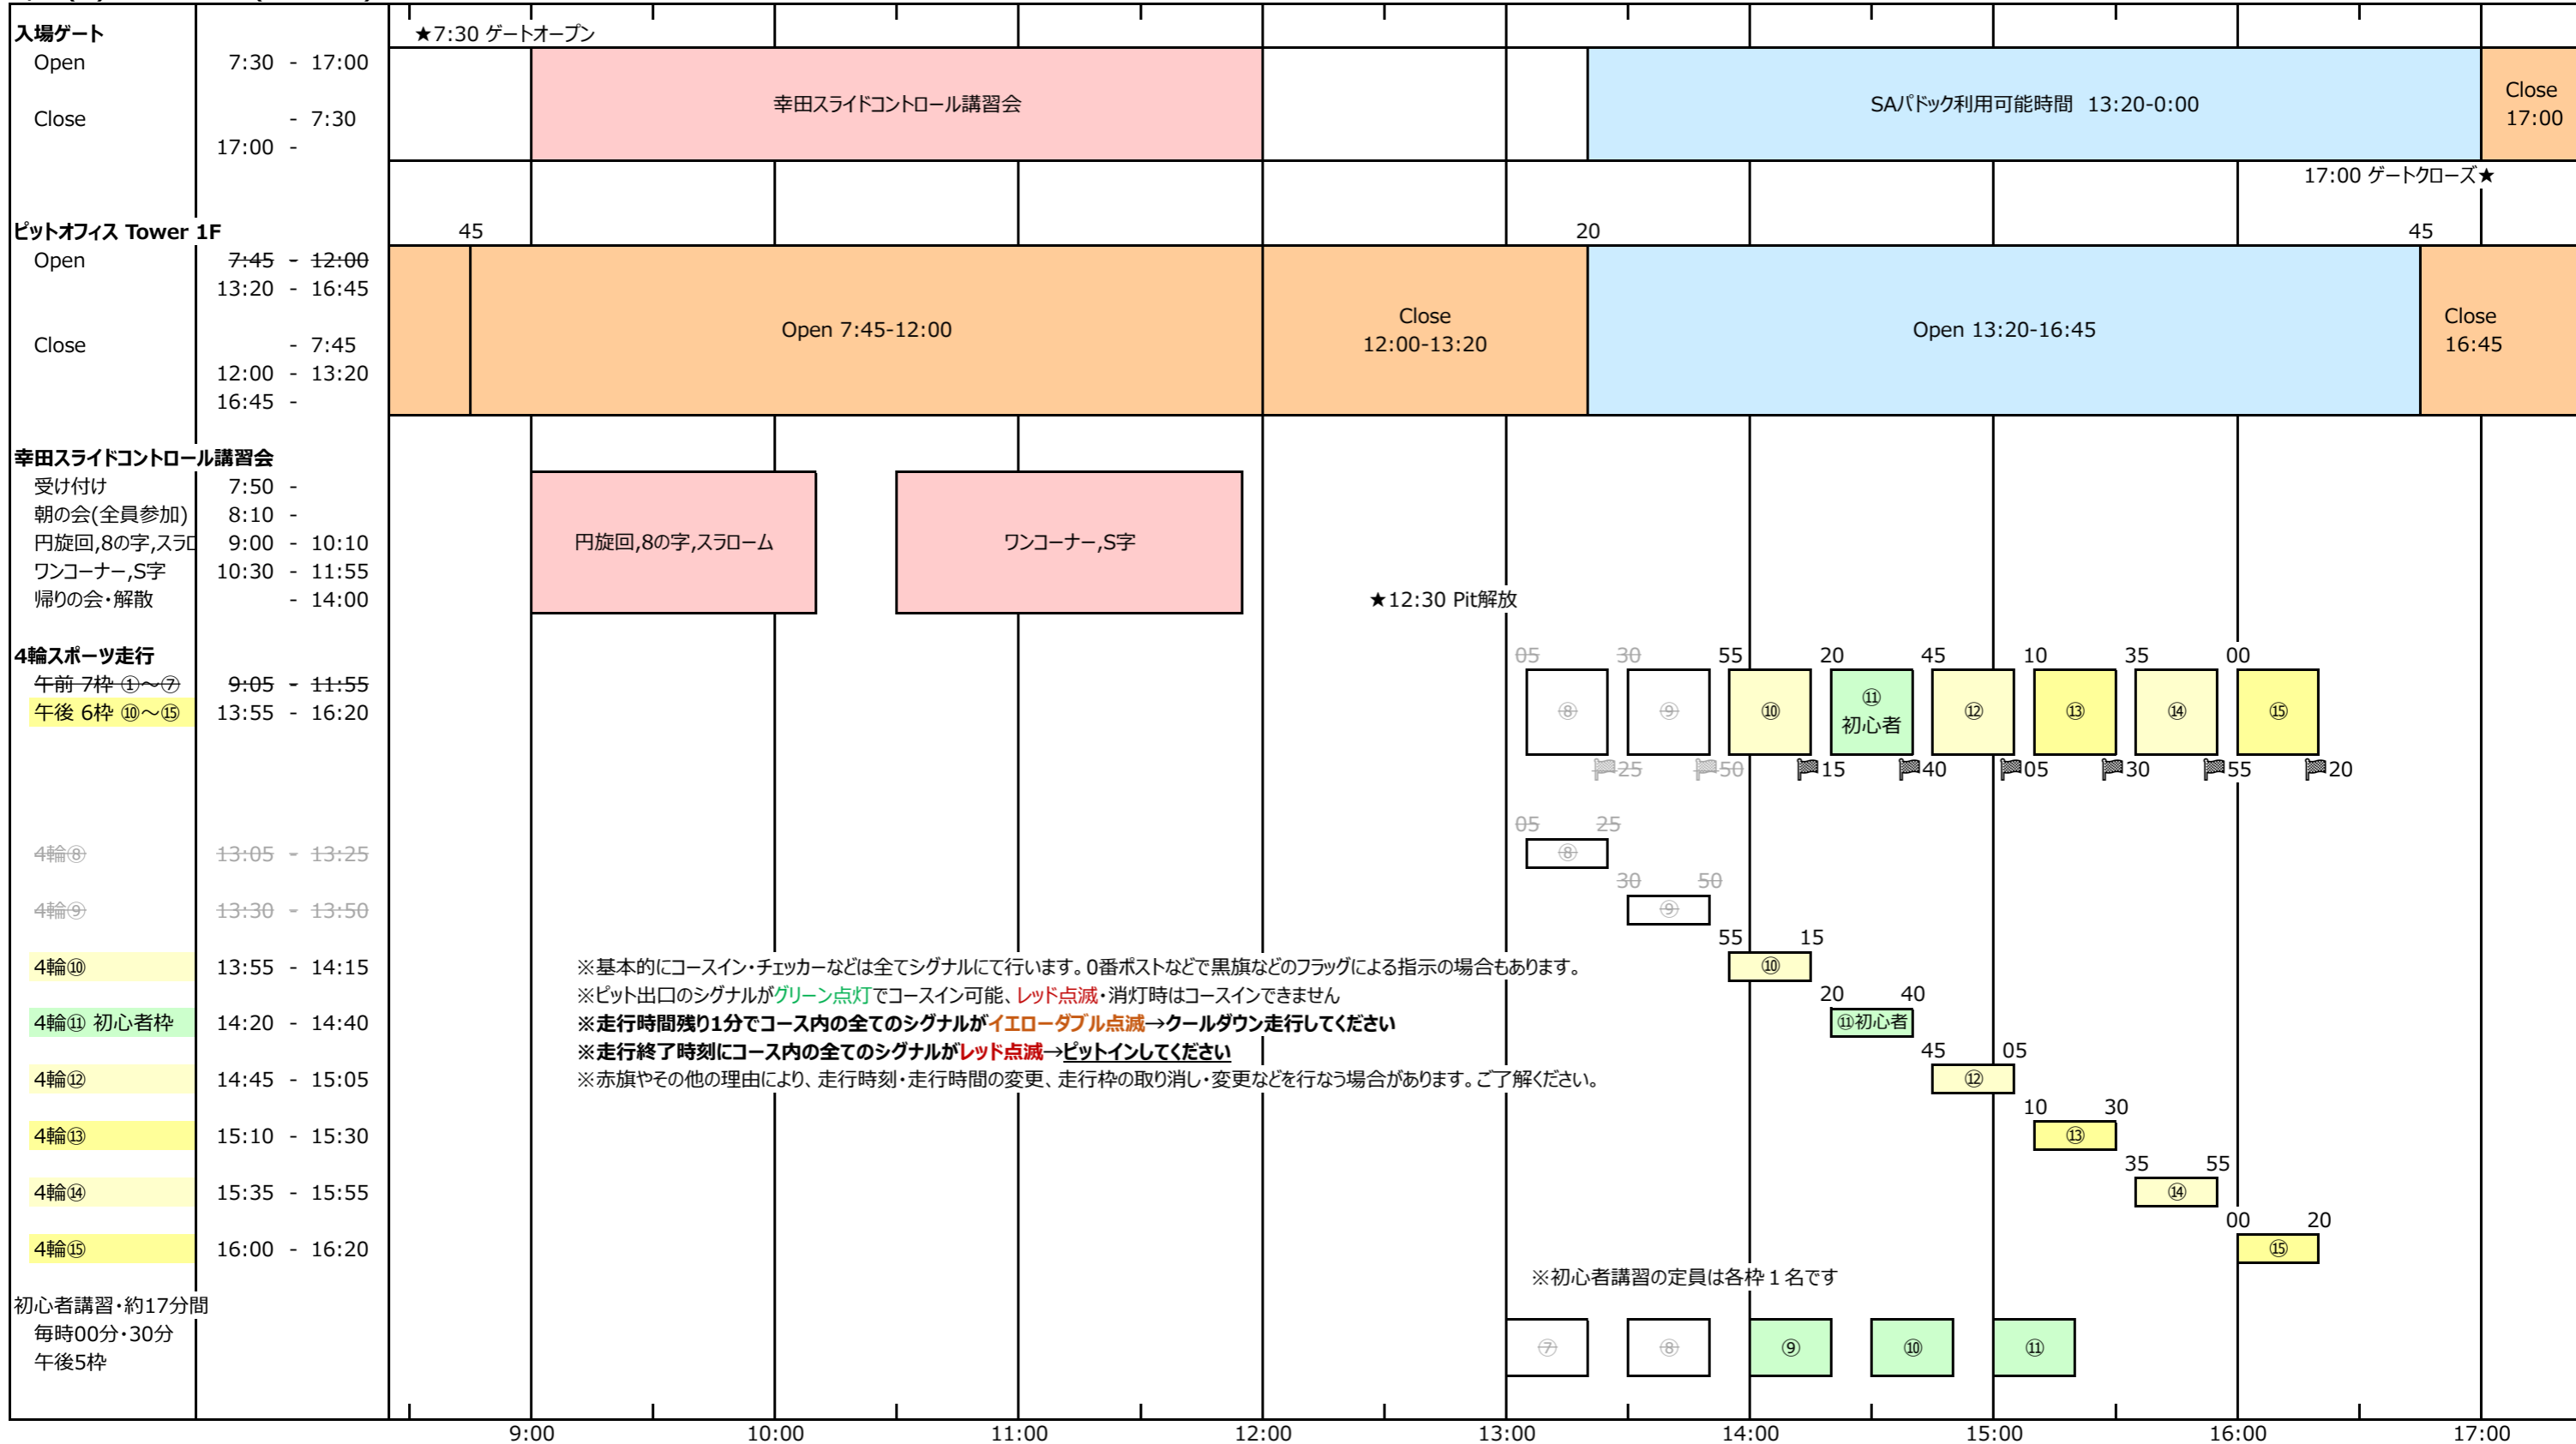 入場ゲート
★7:30 ゲートオープン
Open 7:30 - 17:00
Close - 7:30
17:00 -
幸田スライドコントロール講習会
SAパドック利用可能時間 13:20-0:00
Close
17:00
17:00 ゲートクローズ★
ピットオフィス Tower 1F
45 20 45
Open 7:45 - 12:00
13:20 - 16:45
Close - 7:45
12:00 - 13:20
16:45 -
Open 7:45-12:00
Close
12:00-13:20
Open 13:20-16:45
Close
16:45
幸田スライドコントロール講習会
受け付け 7:50 -
朝の会(全員参加) 8:10 -
円旋回,8の字,スラロ 9:00 - 10:10
ワンコーナー,S字 10:30 - 11:55
帰りの会・解散 - 14:00
円旋回,8の字,スラローム
ワンコーナー,S字
★12:30 Pit解放
4輪スポーツ走行
午前 7枠 ①～⑦ 9:05 - 11:55
午後 6枠 ⑩～⑮ 13:55 - 16:20
05 30 55 20 45 10 35 00
⑧ ⑨ ⑩ ⑪ 初心者 ⑫ ⑬ ⑭ ⑮
25 50 15 40 05 30 55 20
05 25
4輪⑧ 13:05 - 13:25 ⑧
30 50
4輪⑨ 13:30 - 13:50 ⑨
55 15
4輪⑩ 13:55 - 14:15 ⑩
※基本的にコースイン・チェッカーなどは全てシグナルにて行います。0番ポストなどで黒旗などのフラッグによる指示の場合もあります。
※ピット出口のシグナルがグリーン点灯でコースイン可能、レッド点滅・消灯時はコースインできません
20 40
4輪⑪ 初心者枠 14:20 - 14:40 ⑪初心者
※走行時間残り1分でコース内の全てのシグナルがイエローダブル点滅→クールダウン走行してください
※走行終了時刻にコース内の全てのシグナルがレッド点滅→ピットインしてください
45 05
4輪⑫ 14:45 - 15:05 ⑫
※赤旗やその他の理由により、走行時刻・走行時間の変更、走行枠の取り消し・変更などを行なう場合があります。ご了解ください。
10 30
4輪⑬ 15:10 - 15:30 ⑬
35 55
4輪⑭ 15:35 - 15:55 ⑭
00 20
4輪⑮ 16:00 - 16:20 ⑮
※初心者講習の定員は各枠１名です
初心者講習・約17分間
毎時00分・30分
午後5枠
⑦ ⑧ ⑨ ⑩ ⑪
9:00 10:00 11:00 12:00 13:00 14:00 15:00 16:00 17:00